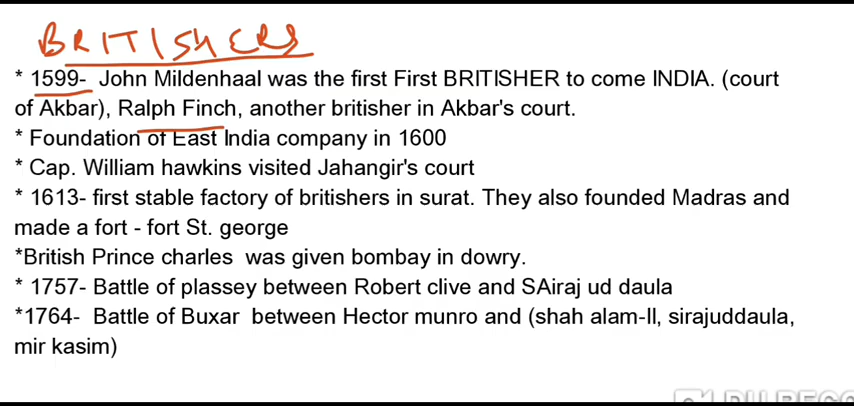 BRITISHERS
* 1599- John Mildenhaal was the first First BRITISHER to come INDIA. (court
of Akbar), Ralph Finch, another britisher in Akbar's court.
* Foundation of East India company in 1600
* Cap. William hawkins visited Jahangir's court
* 1613- first stable factory of britishers in surat. They also founded Madras and
made a fort - fort St. george
*British Prince charles was given bombay in dowry.
* 1757- Battle of plassey between Robert clive and SAiraj ud daula
*1764- Battle of Buxar between Hector munro and (shah alam-II, sirajuddaula,
mir kasim)